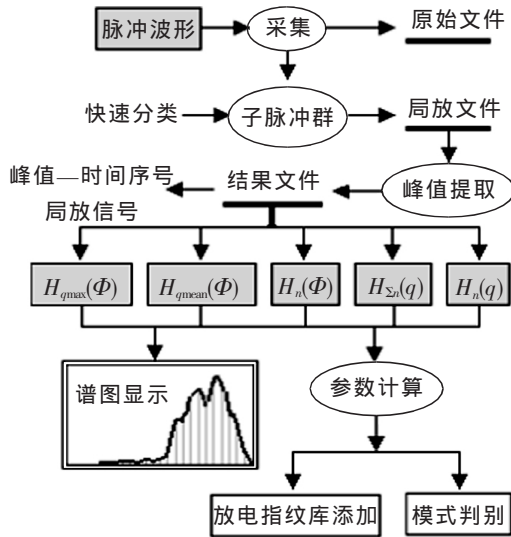 脉冲波形
采集
原始文件
快速分类
子脉冲群
局放文件
峰值—时间序号
局放信号
结果文件
峰值提取
Hqmax(Φ)
Hqmean(Φ)
Hn(Φ)
HΣn(q)
Hn(q)
谱图显示
参数计算
放电指纹库添加
模式判别